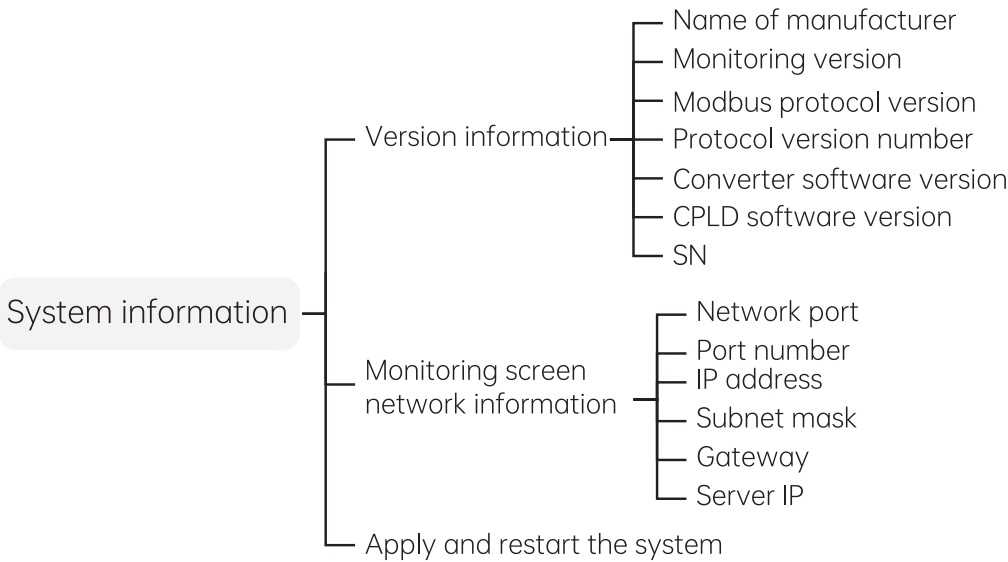 System information
Version information
Name of manufacturer
Monitoring version
Modbus protocol version
Protocol version number
Converter software version
CPLD software version
SN
Monitoring screen
network information
Network port
Port number
IP address
Subnet mask
Gateway
Server IP
Apply and restart the system